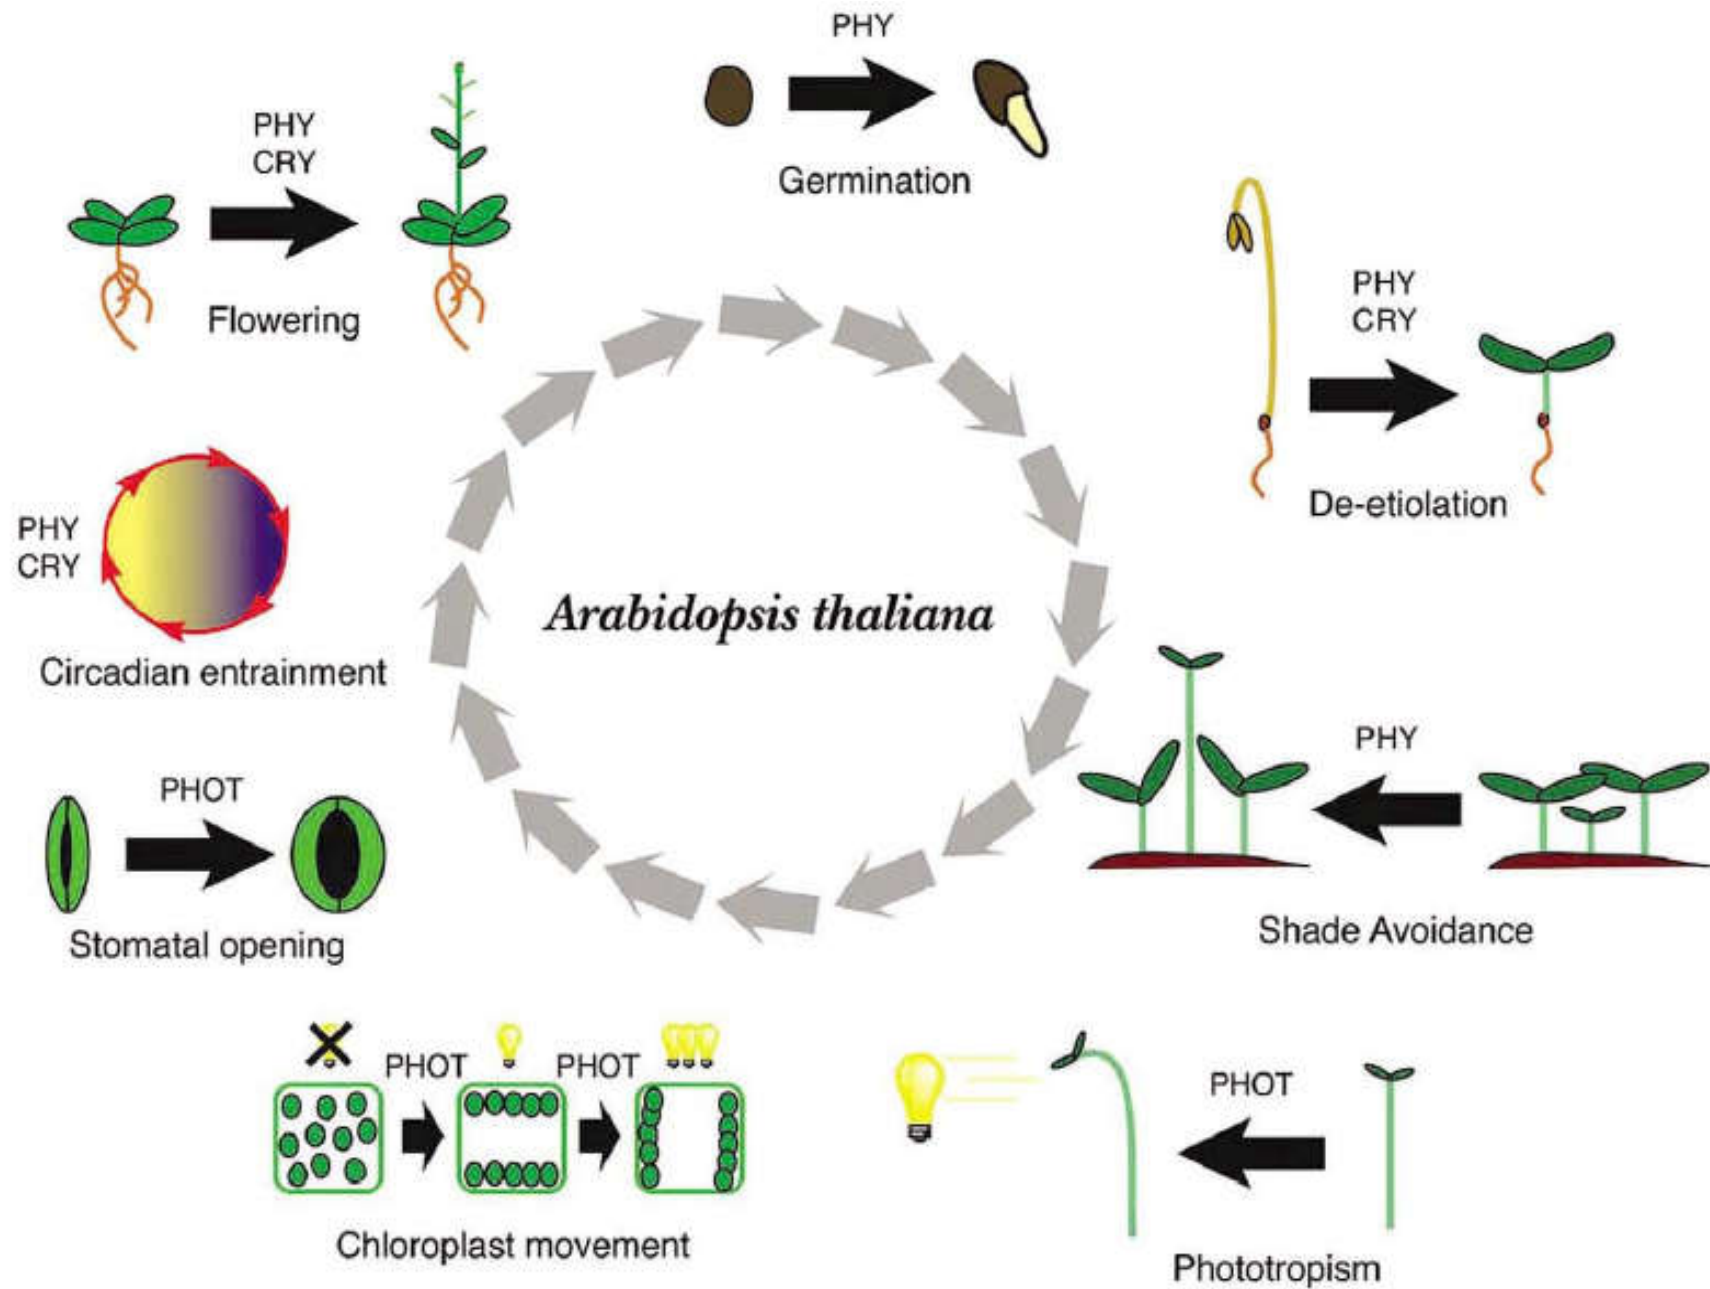 PHY
Germination
PHY
CRY
De-etiolation
PHY
Shade Avoidance
PHOT
Phototropism
PHOT
PHOT
Chloroplast movement
PHOT
Stomatal opening
PHY
CRY
Circadian entrainment
PHY
CRY
Flowering
Arabidopsis thaliana